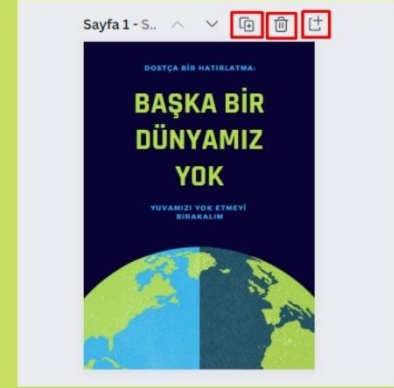 Sayfa 1 - S..
DOSTÇA BİR HATIRLATMA:
BAŞKA BİR
DÜNYAMIZ
YOK
YUVAMIZI YOK ETMEYİ
BIRAKALIM